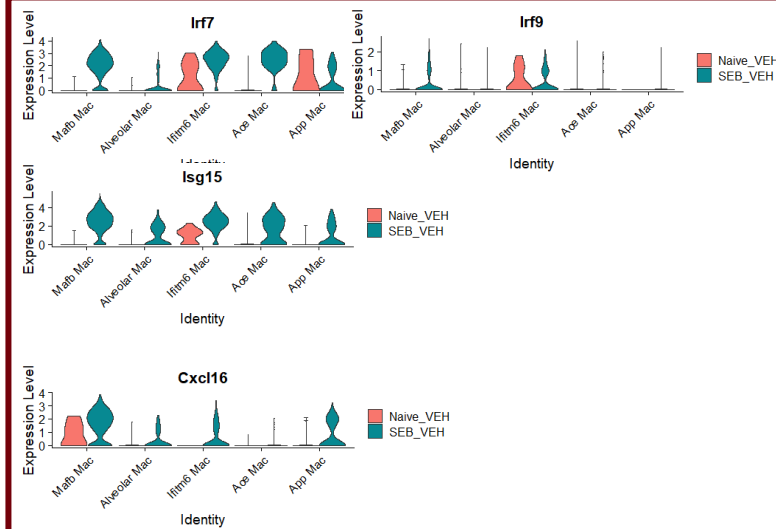 Irf7
Expression Level
4
3
2
1
0
Mafb Mac
Alveolar Mac
Ifitm6 Mac
Ace Mac
App Mac
Identity
Irf9
Expression Level
2
1
0
Mafb Mac
Alveolar Mac
Ifitm6 Mac
Ace Mac
App Mac
Identity
Naive_VEH
SEB_VEH
Isg15
Expression Level
4
2
0
Mafb Mac
Alveolar Mac
Ifitm6 Mac
Ace Mac
App Mac
Identity
Naive_VEH
SEB_VEH
Cxcl16
Expression Level
4
3
2
1
0
Mafb Mac
Alveolar Mac
Ifitm6 Mac
Ace Mac
App Mac
Identity
Naive_VEH
SEB_VEH